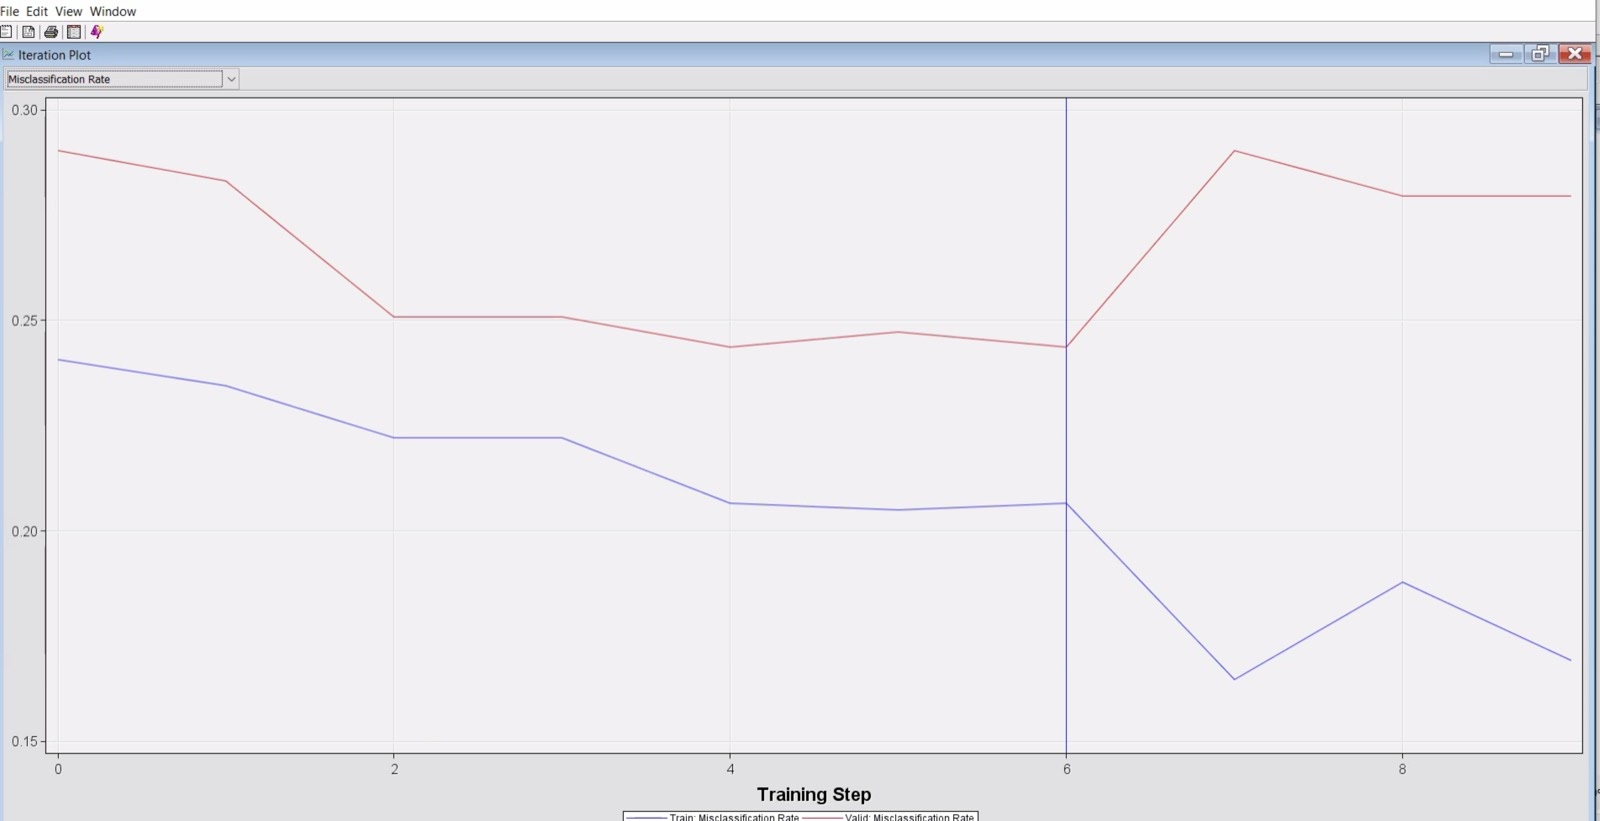 File Edit View Window
Iteration Plot
Misclassification Rate
0.30
0.25
0.20
0.15
0 2 4 6 8
Training Step
Train: Misclassification Rate Valid: Misclassification Rate